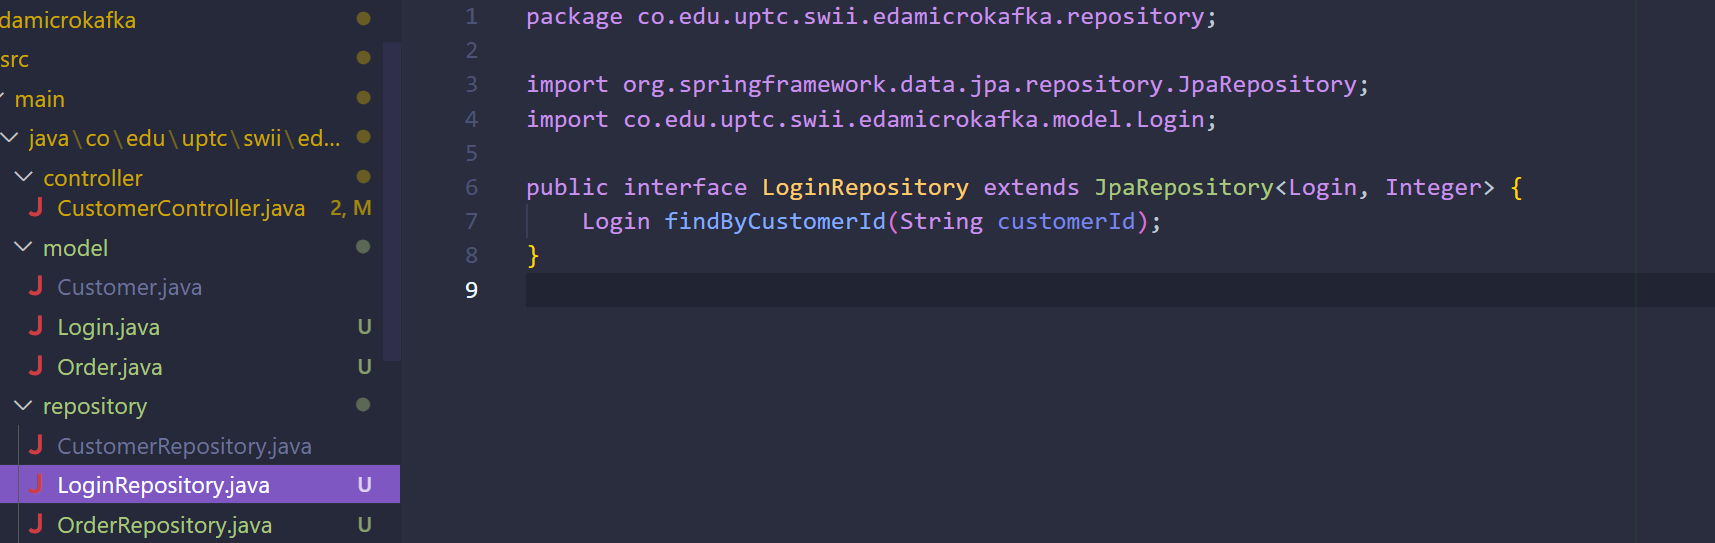 damicrokafka
src
main
java\co\edu\uptc\swii\ed...
controller
CustomerController.java 2, M
model
Customer.java
Login.java U
Order.java U
repository
CustomerRepository.java
LoginRepository.java U
OrderRepository.java U
1 package co.edu.uptc.swii.edamicrokafka.repository;
2
3 import org.springframework.data.jpa.repository.JpaRepository;
4 import co.edu.uptc.swii.edamicrokafka.model.Login;
5
6 public interface LoginRepository extends JpaRepository<Login, Integer> {
7 Login findByCustomerId(String customerId);
8 }
9